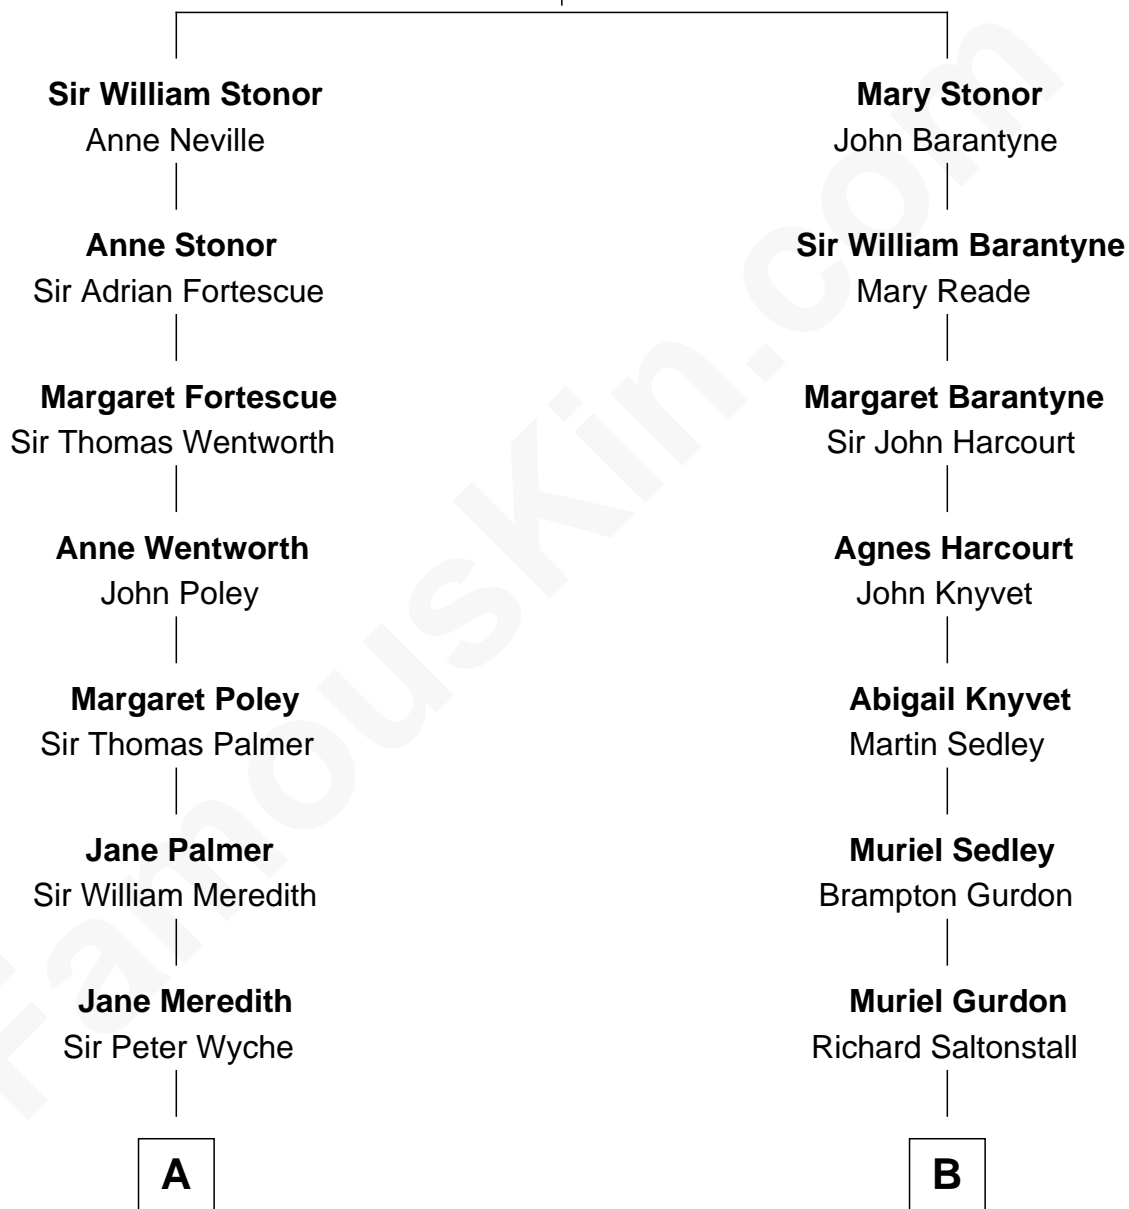 Sir William Stonor
Anne Neville
Anne Stonor
Sir Adrian Fortescue
Margaret Fortescue
Sir Thomas Wentworth
Anne Wentworth
John Poley
Margaret Poley
Sir Thomas Palmer
Jane Palmer
Sir William Meredith
Jane Meredith
Sir Peter Wyche
A
Mary Stonor
John Barantyne
Sir William Barantyne
Mary Reade
Margaret Barantyne
Sir John Harcourt
Agnes Harcourt
John Knyvet
Abigail Knyvet
Martin Sedley
Muriel Sedley
Brampton Gurdon
Muriel Gurdon
Richard Saltonstall
B
FamousKin.com